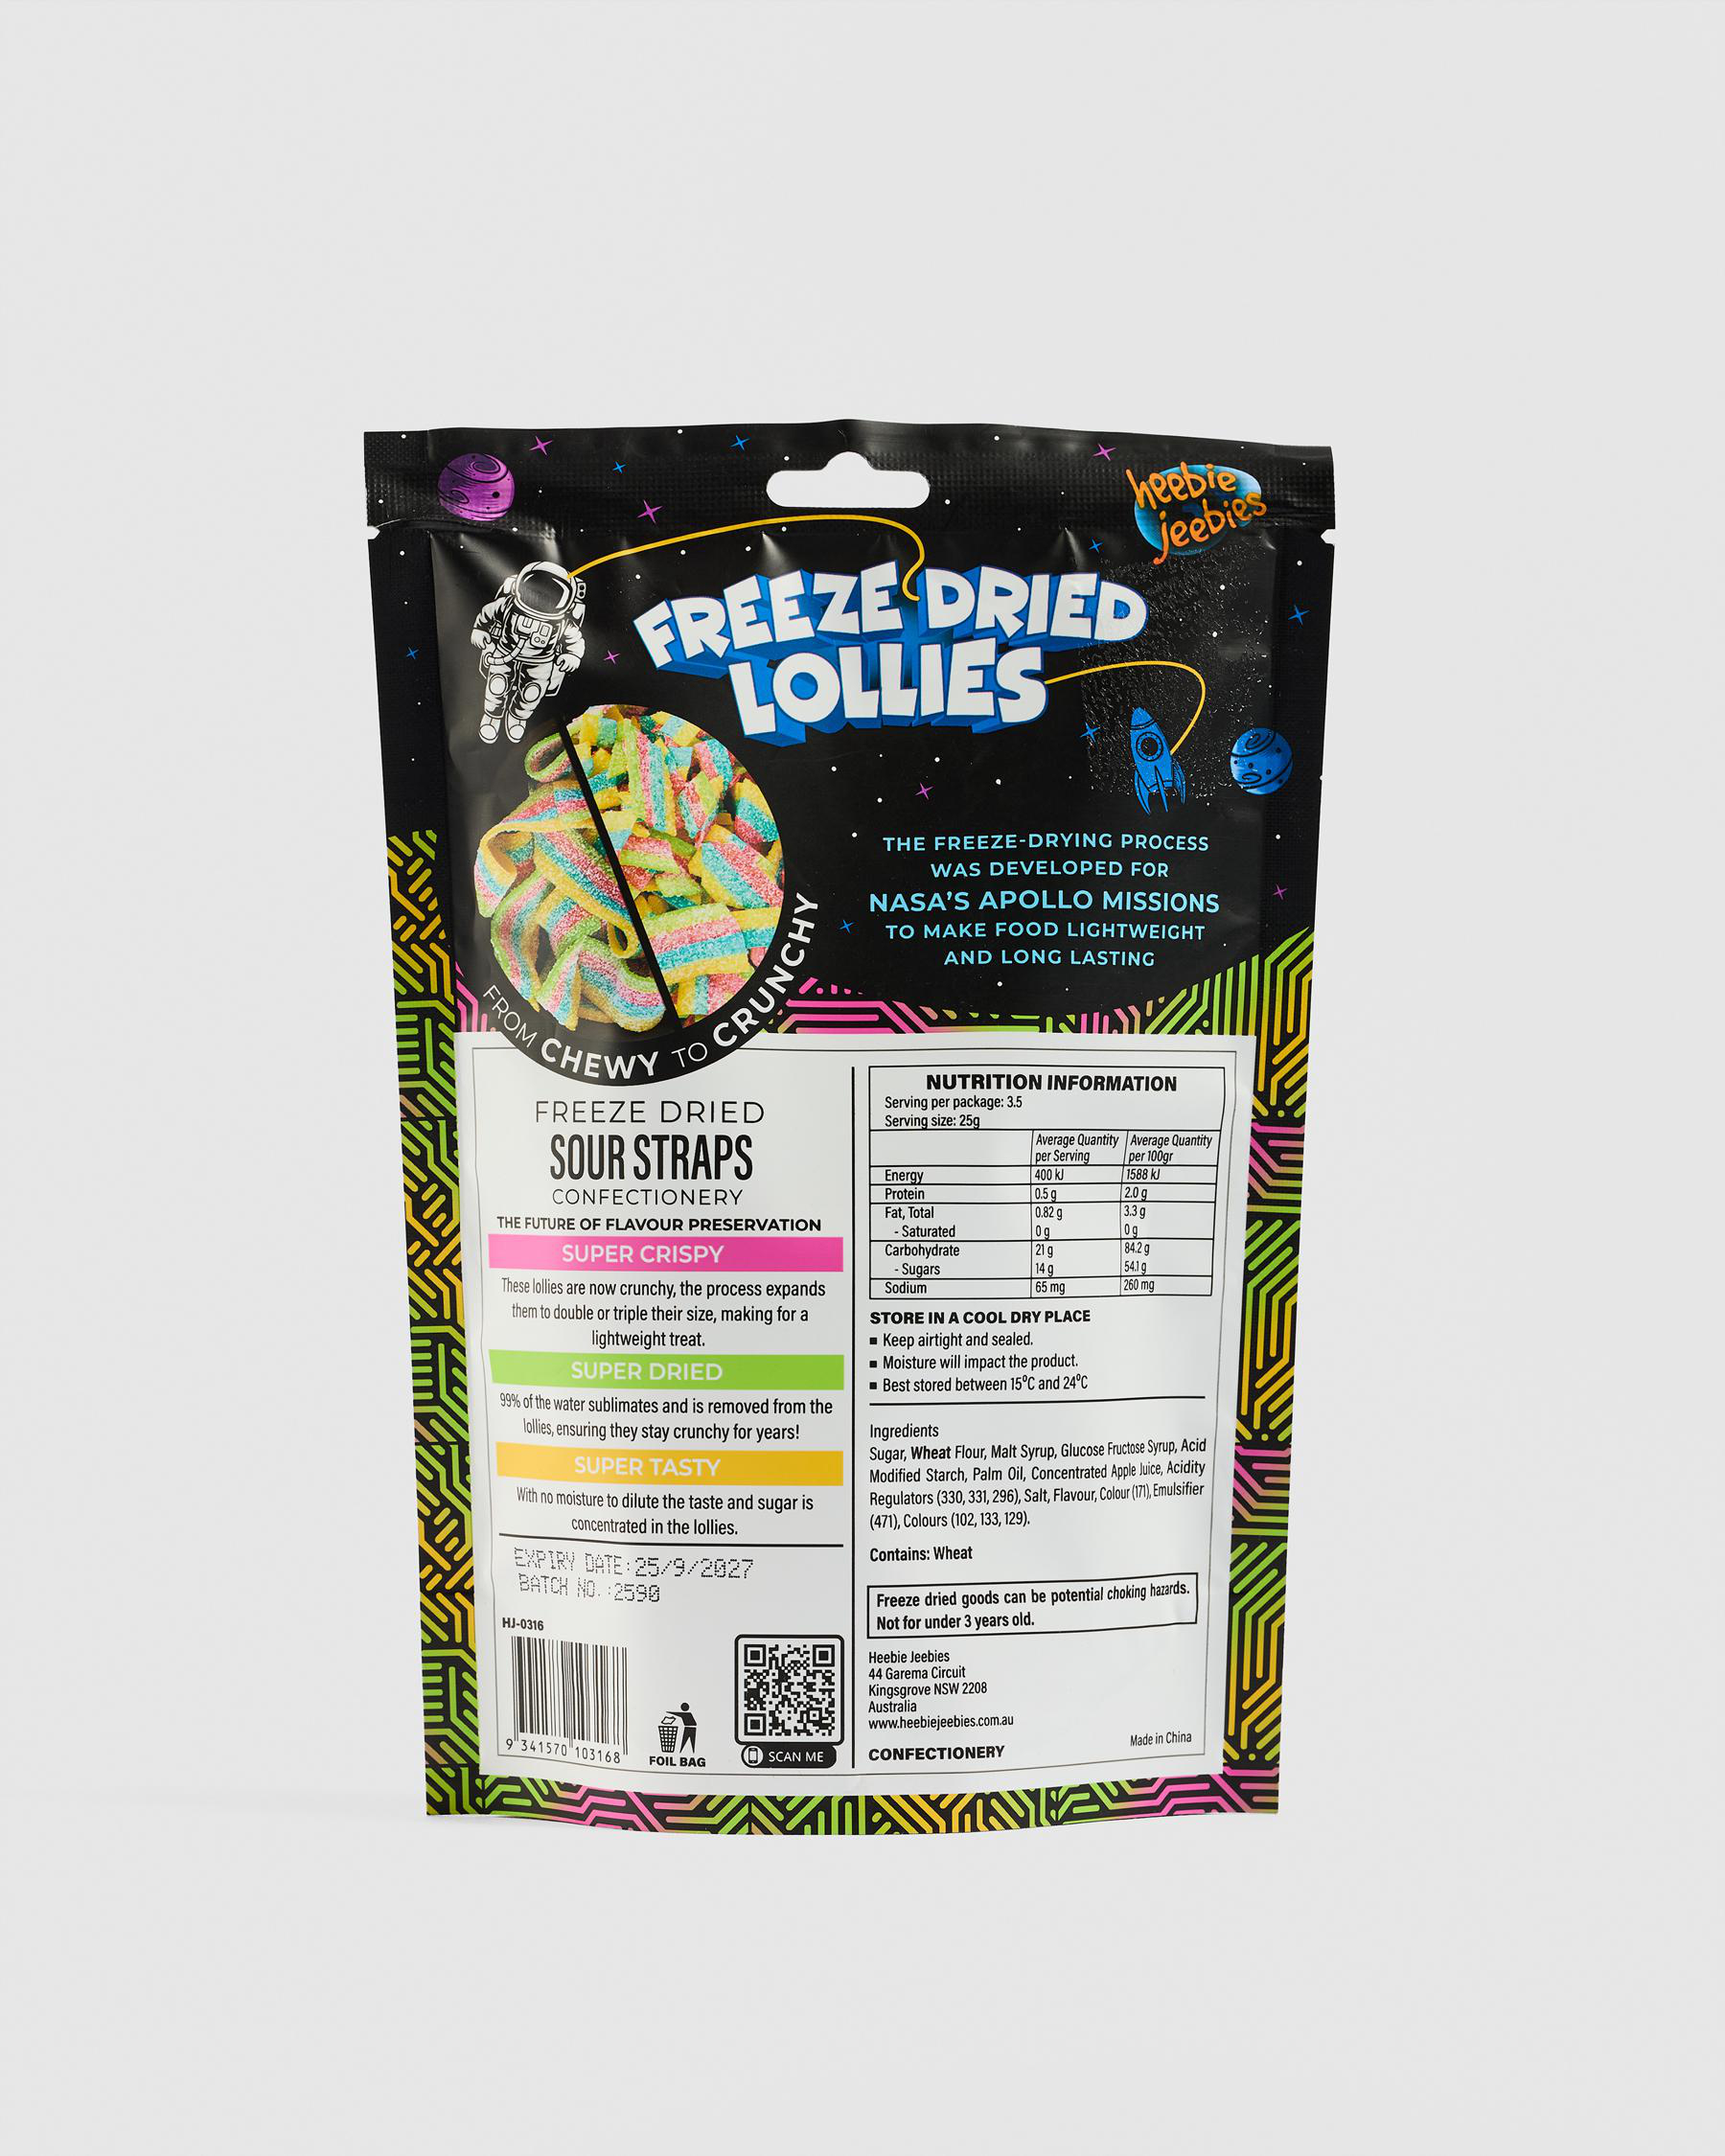 heebie
jeebies
FREEZE DRIED
LOLLIES
THE FREEZE-DRYING PROCESS
WAS DEVELOPED FOR
NASA'S APOLLO MISSIONS
TO MAKE FOOD LIGHTWEIGHT
AND LONG LASTING
FROM CHEWY TO CRUNCHY
FREEZE DRIED
SOUR STRAPS
CONFECTIONERY
THE FUTURE OF FLAVOUR PRESERVATION
SUPER CRISPY
These lollies are now crunchy, the process expands
them to double or triple their size, making for a
lightweight treat.
SUPER DRIED
99% of the water sublimates and is removed from the
lollies, ensuring they stay crunchy for years!
SUPER TASTY
With no moisture to dilute the taste and sugar is
concentrated in the lollies.
EXPIRY DATE:25/9/2027
BATCH NO.:2590
HJ-0316
9 341570 103168
FOIL BAG
SCAN ME
NUTRITION INFORMATION
Serving per package: 3.5
Serving size: 25g
Average Quantity per Serving Average Quantity per 100gr
Energy 400 kJ 1588 kJ
Protein 0.5 g 2.0 g
Fat, Total 0.82 g 3.3 g
- Saturated 0 g 0 g
Carbohydrate 21 g 84.2 g
- Sugars 14 g 54.1 g
Sodium 65 mg 260 mg
STORE IN A COOL DRY PLACE
▪ Keep airtight and sealed.
▪ Moisture will impact the product.
▪ Best stored between 15°C and 24°C
Ingredients
Sugar, Wheat Flour, Malt Syrup, Glucose Fructose Syrup, Acid
Modified Starch, Palm Oil, Concentrated Apple Juice, Acidity
Regulators (330, 331, 296), Salt, Flavour, Colour (171), Emulsifier
(471), Colours (102, 133, 129).
Contains: Wheat
Freeze dried goods can be potential choking hazards.
Not for under 3 years old.
Heebie Jeebies
44 Garema Circuit
Kingsgrove NSW 2208
Australia
www.heebiejeebies.com.au
CONFECTIONERY
Made in China